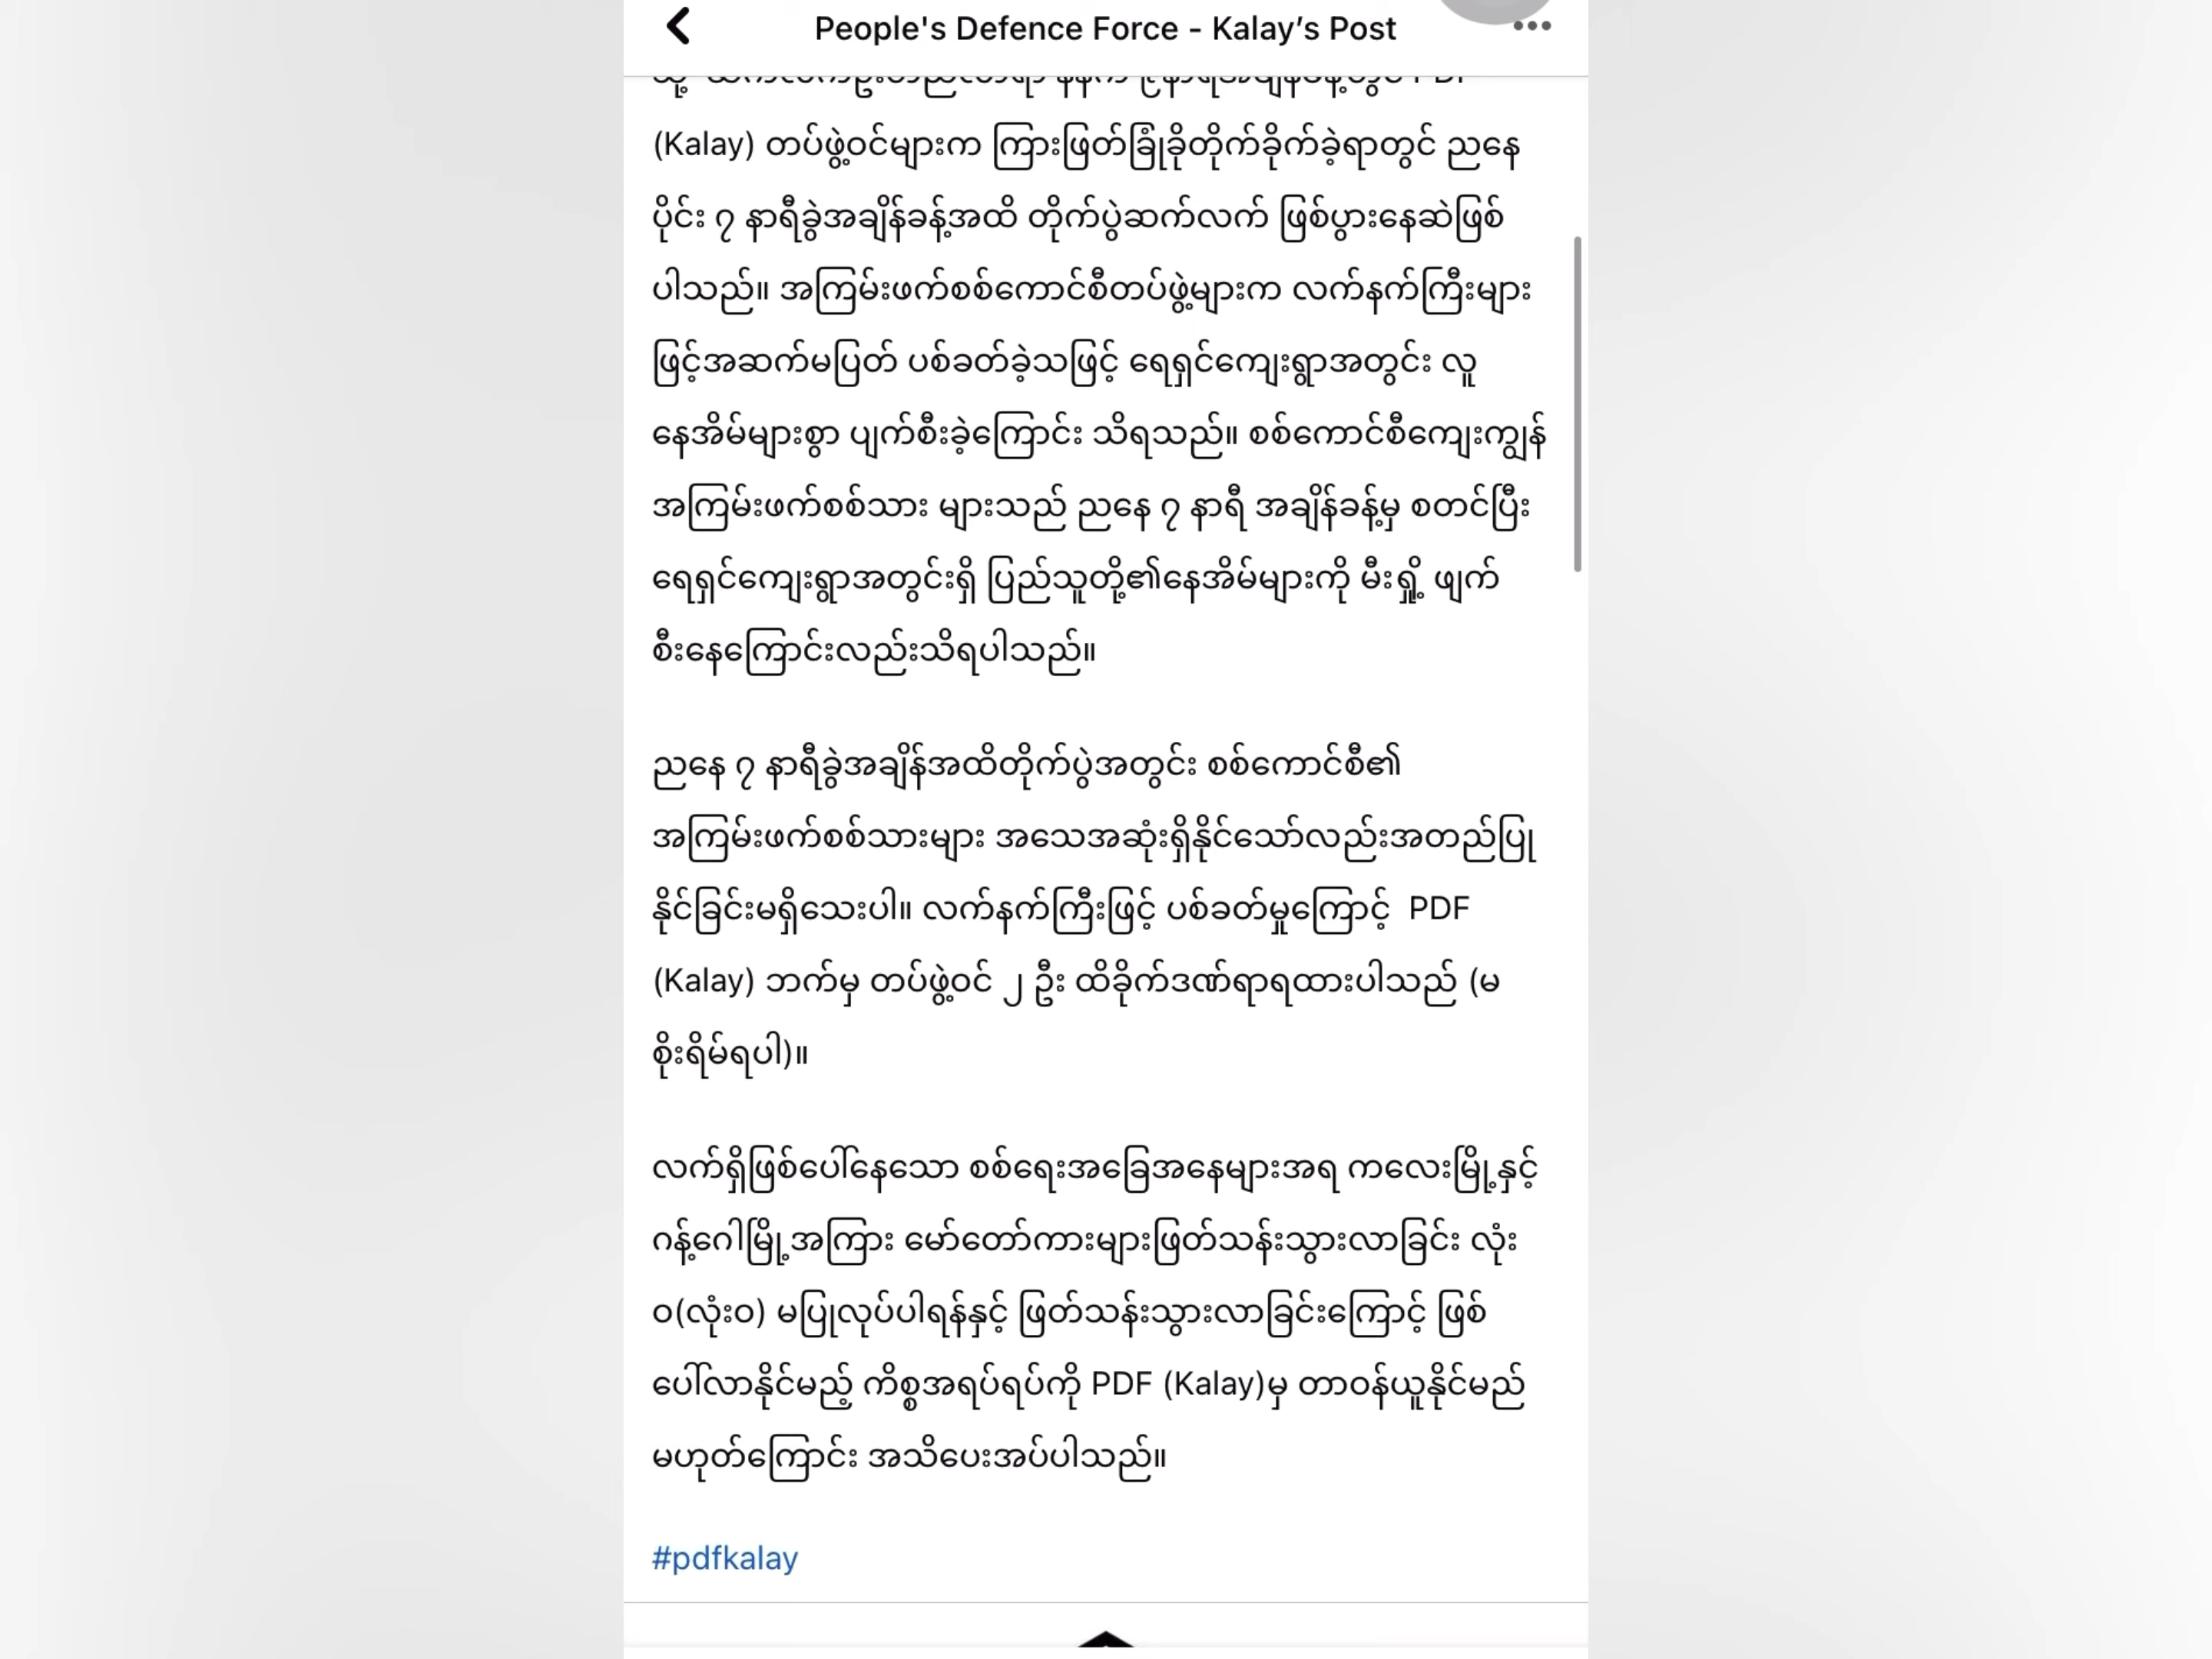 People's Defence Force - Kalay's Post
(Kalay) တပ်ဖွဲ့ဝင်များက ကြားဖြတ်ခြုံခိုတိုက်ခိုက်ခဲ့ရာတွင် ညနေ
ပိုင်း ၇ နာရီခွဲအချိန်ခန့်အထိ တိုက်ပွဲဆက်လက် ဖြစ်ပွားနေဆဲဖြစ်
ပါသည်။ အကြမ်းဖက်စစ်ကောင်စီတပ်ဖွဲ့များက လက်နက်ကြီးများ
ဖြင့်အဆက်မပြတ် ပစ်ခတ်ခဲ့သဖြင့် ရေရှင်ကျေးရွာအတွင်း လူ
နေအိမ်များစွာ ပျက်စီးခဲ့ကြောင်း သိရသည်။ စစ်ကောင်စီကျေးကျွန်
အကြမ်းဖက်စစ်သား များသည် ညနေ ၇ နာရီ အချိန်ခန့်မှ စတင်ပြီး
ရေရှင်ကျေးရွာအတွင်းရှိ ပြည်သူတို့၏နေအိမ်များကို မီးရှို့ ဖျက်
စီးနေကြောင်းလည်းသိရပါသည်။
ညနေ ၇ နာရီခွဲအချိန်အထိတိုက်ပွဲအတွင်း စစ်ကောင်စီ၏
အကြမ်းဖက်စစ်သားများ အသေအဆုံးရှိနိုင်သော်လည်းအတည်ပြု
နိုင်ခြင်းမရှိသေးပါ။ လက်နက်ကြီးဖြင့် ပစ်ခတ်မှုကြောင့် PDF
(Kalay) ဘက်မှ တပ်ဖွဲ့ဝင် ၂ ဦး ထိခိုက်ဒဏ်ရာရထားပါသည် (မ
စိုးရိမ်ရပါ)။
လက်ရှိဖြစ်ပေါ်နေသော စစ်ရေးအခြေအနေများအရ ကလေးမြို့နှင့်
ဂန့်ဂေါမြို့အကြား မော်တော်ကားများဖြတ်သန်းသွားလာခြင်း လုံး
ဝ(လုံးဝ) မပြုလုပ်ပါရန်နှင့် ဖြတ်သန်းသွားလာခြင်းကြောင့် ဖြစ်
ပေါ်လာနိုင်မည့် ကိစ္စအရပ်ရပ်ကို PDF (Kalay)မှ တာဝန်ယူနိုင်မည်
မဟုတ်ကြောင်း အသိပေးအပ်ပါသည်။
#pdfkalay